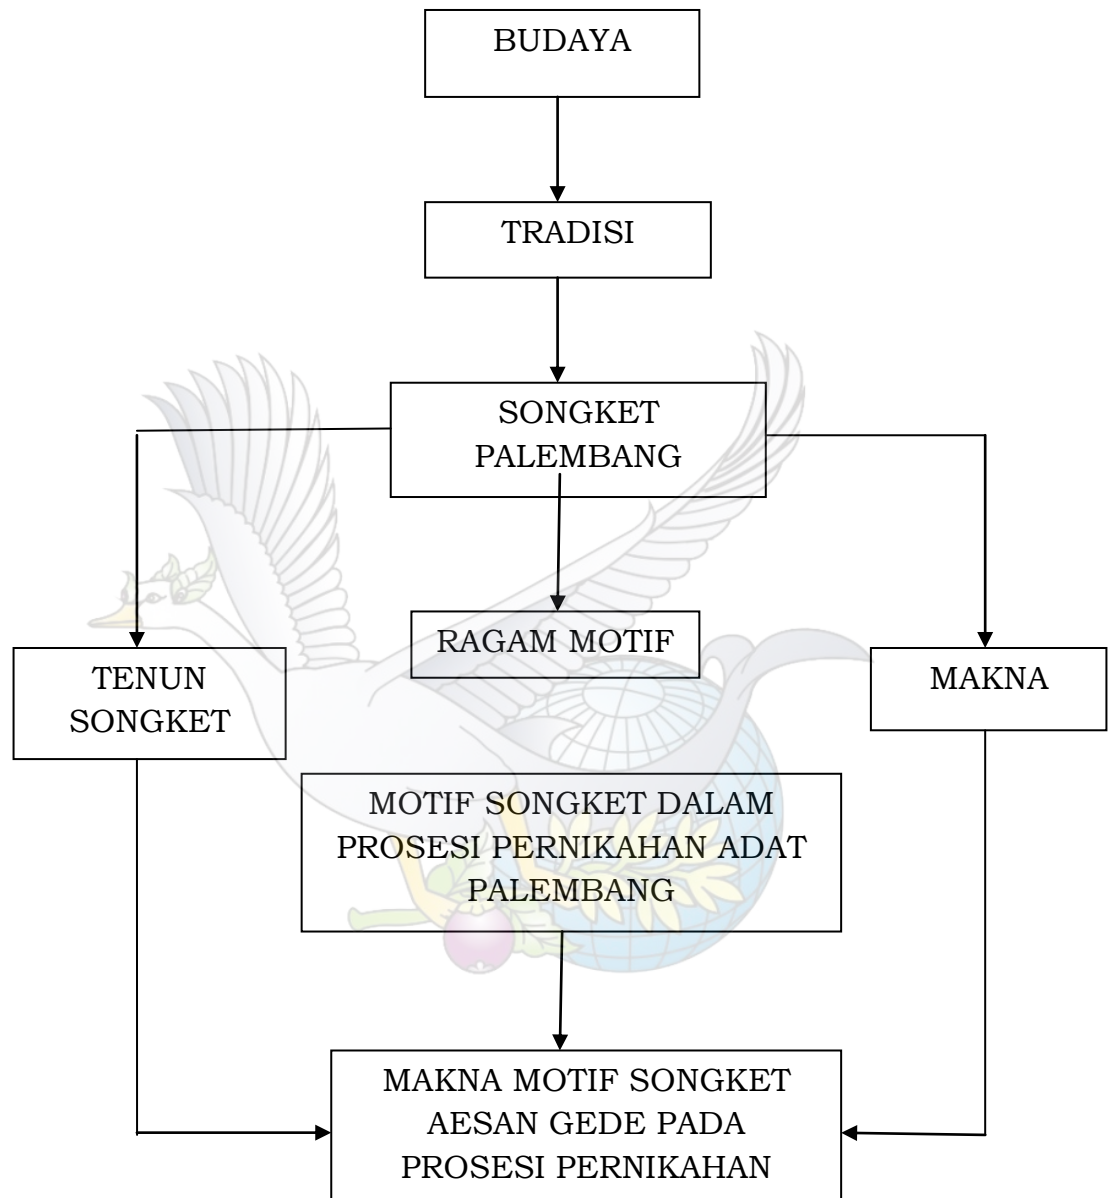 BUDAYA
TRADISI
SONGKET
PALEMBANG
RAGAM MOTIF
TENUN
SONGKET
MAKNA
MOTIF SONGKET DALAM
PROSESI PERNIKAHAN ADAT
PALEMBANG
MAKNA MOTIF SONGKET
AESAN GEDE PADA
PROSESI PERNIKAHAN